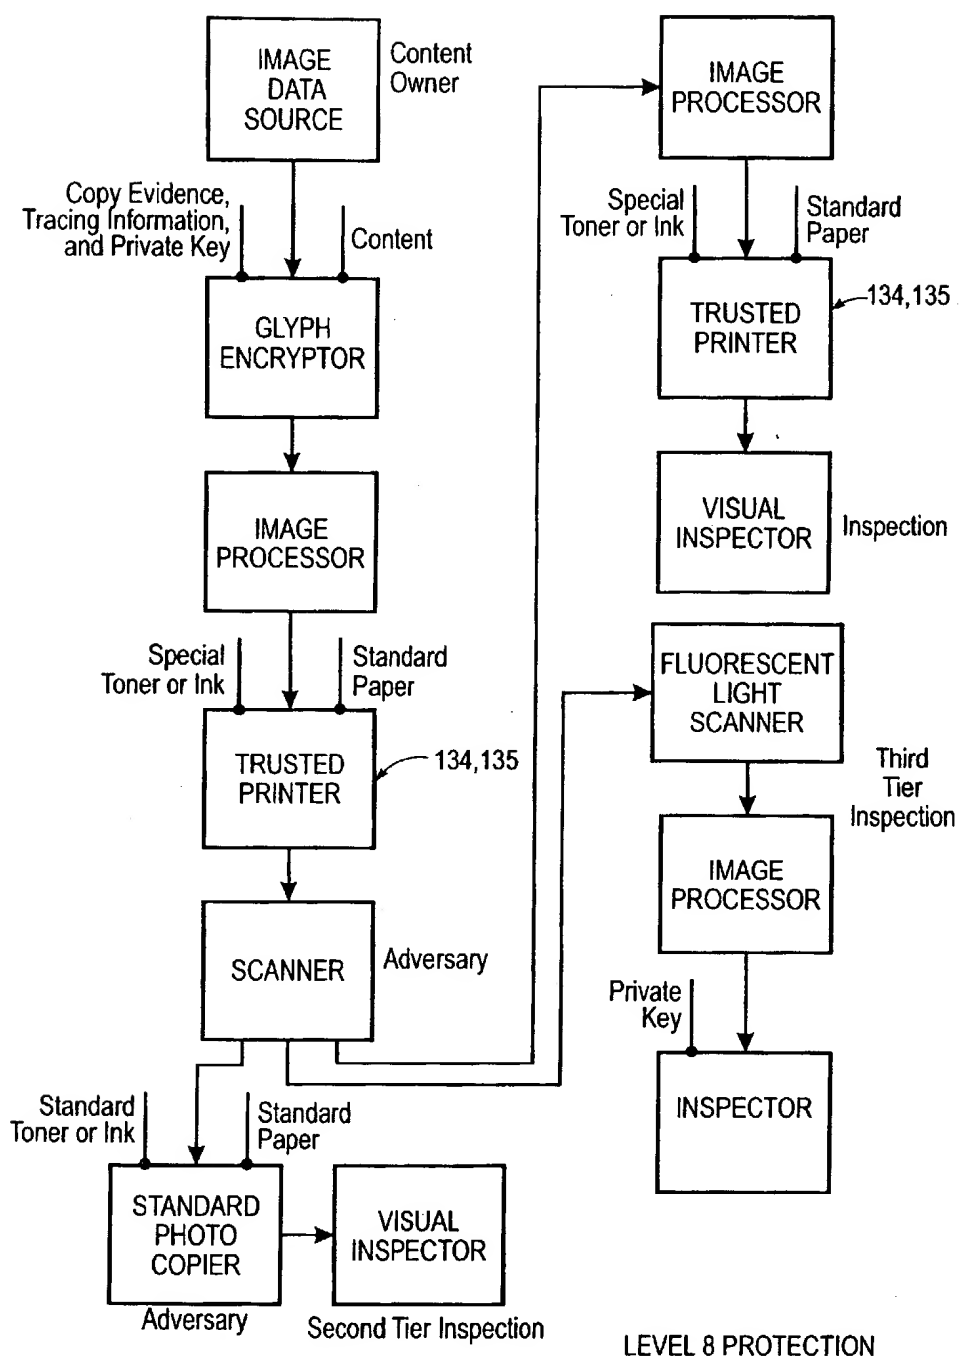 IMAGE
DATA
SOURCE
Content
Owner
Copy Evidence,
Tracing Information,
and Private Key
Content
GLYPH
ENCRYPTOR
IMAGE
PROCESSOR
Special
Toner or Ink
Standard
Paper
TRUSTED
PRINTER
134,135
SCANNER
Adversary
Standard
Toner or Ink
Standard
Paper
STANDARD
PHOTO
COPIER
Adversary
VISUAL
INSPECTOR
Second Tier Inspection
IMAGE
PROCESSOR
Special
Toner or Ink
Standard
Paper
TRUSTED
PRINTER
134,135
VISUAL
INSPECTOR
Inspection
FLUORESCENT
LIGHT
SCANNER
Third
Tier
Inspection
IMAGE
PROCESSOR
Private
Key
INSPECTOR
LEVEL 8 PROTECTION